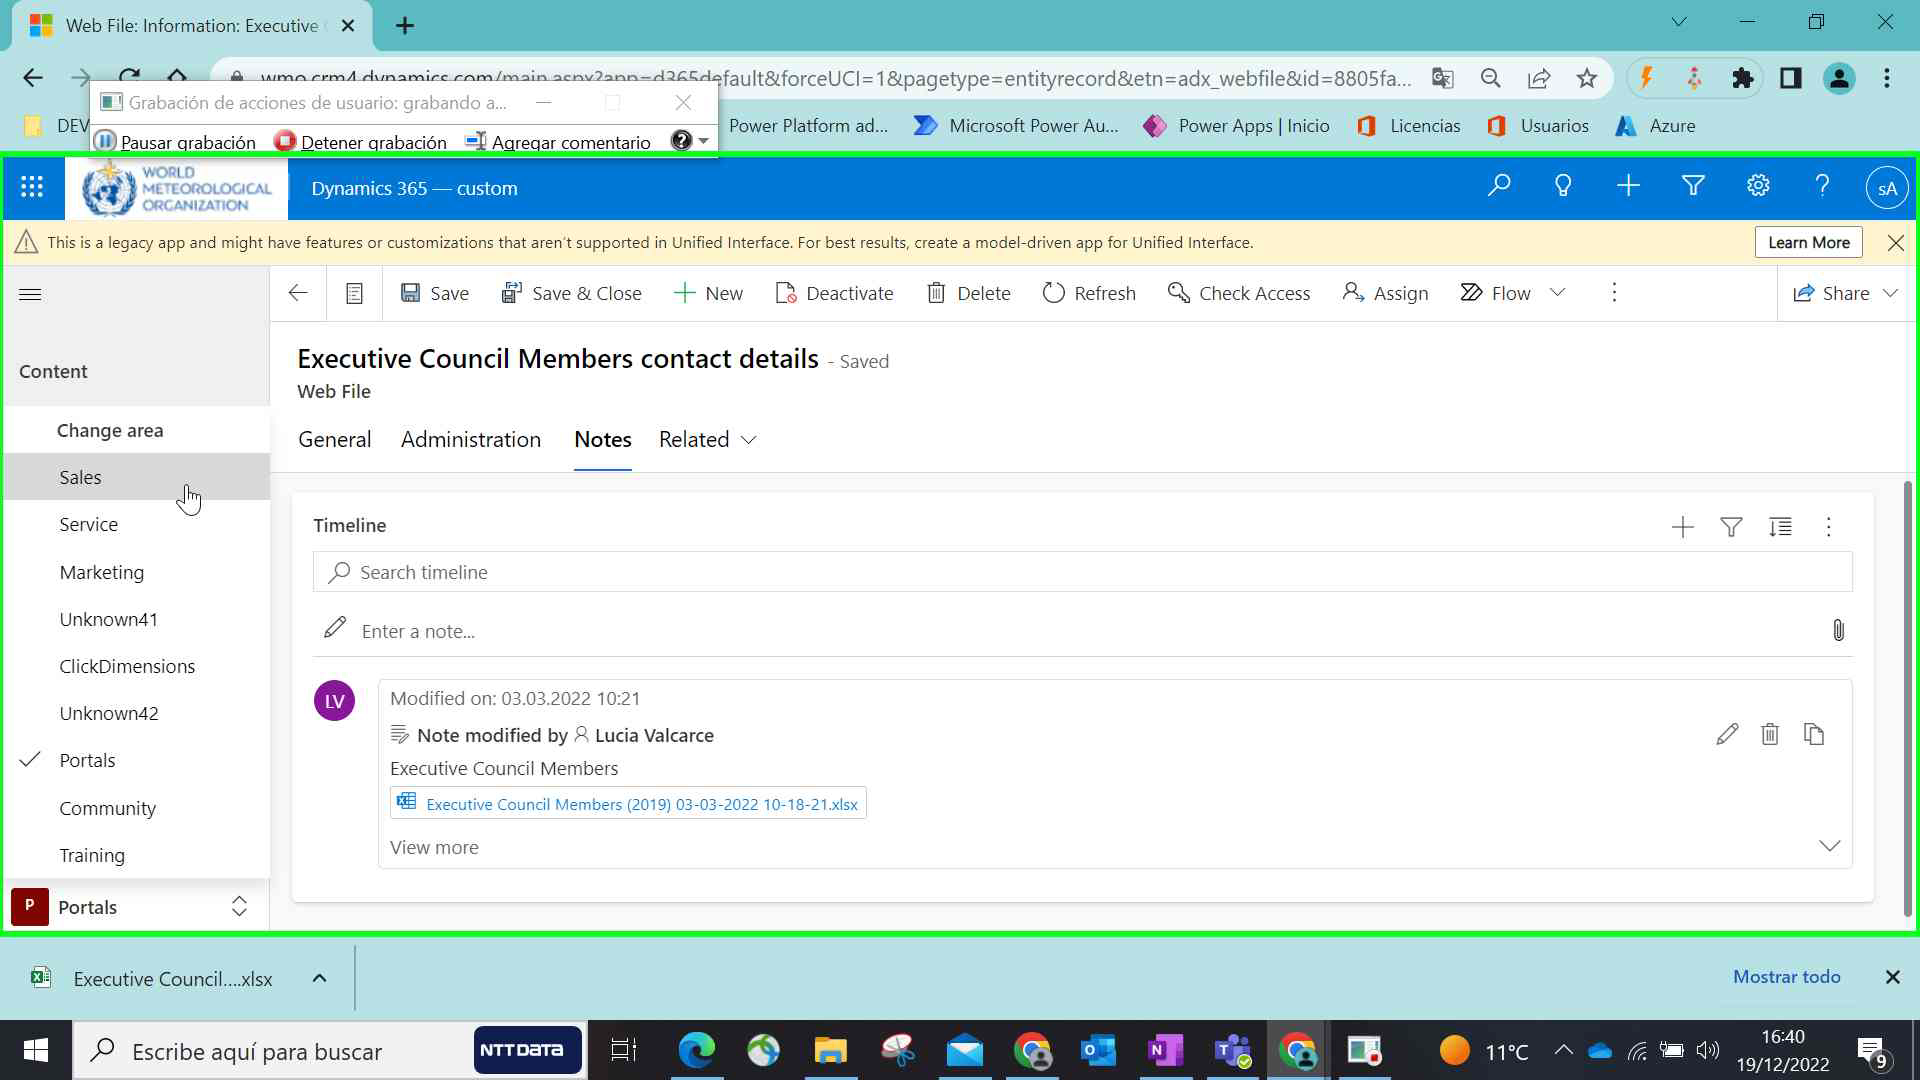 Web File: Information: Executive
wmo.crm4.dynamics.com/main.aspx?app=d365default&forceUCI=1&pagetype=entityrecord&etn=adx_webfile&id=8805fa...
Grabación de acciones de usuario: grabando a...
Pausar grabación
Detener grabación
Agregar comentario
DEV
Power Platform ad...
Microsoft Power Au...
Power Apps | Inicio
Licencias
Usuarios
Azure
WORLD
METEOROLOGICAL
ORGANIZATION
Dynamics 365 — custom
sA
This is a legacy app and might have features or customizations that aren't supported in Unified Interface. For best results, create a model-driven app for Unified Interface.
Learn More
Save
Save & Close
New
Deactivate
Delete
Refresh
Check Access
Assign
Flow
Share
Content
Change area
Sales
Service
Marketing
Unknown41
ClickDimensions
Unknown42
Portals
Community
Training
P
Portals
Executive Council Members contact details - Saved
Web File
General
Administration
Notes
Related
Timeline
Search timeline
Enter a note...
LV
Modified on: 03.03.2022 10:21
Note modified by Lucia Valcarce
Executive Council Members
Executive Council Members (2019) 03-03-2022 10-18-21.xlsx
View more
Executive Council....xlsx
Mostrar todo
Escribe aquí para buscar
NTT DATA
11°C
16:40
19/12/2022
9